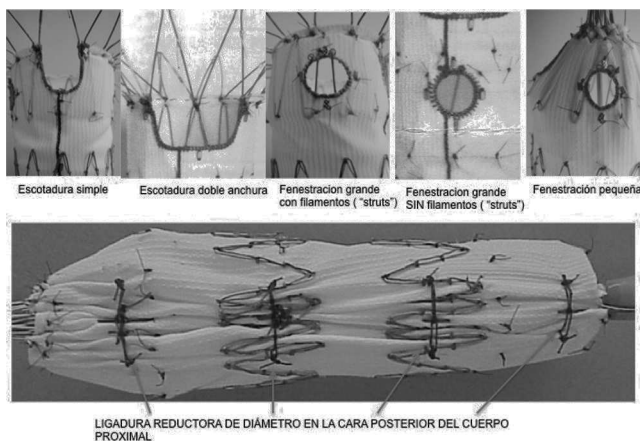 Escotadura simple
Escotadura doble anchura
Fenestracion grande
con filamentos ( “struts”)
Fenestracion grande
SIN filamentos ( “struts”)
Fenestración pequeña
LIGADURA REDUCTORA DE DIÁMETRO EN LA CARA POSTERIOR DEL CUERPO
PROXIMAL